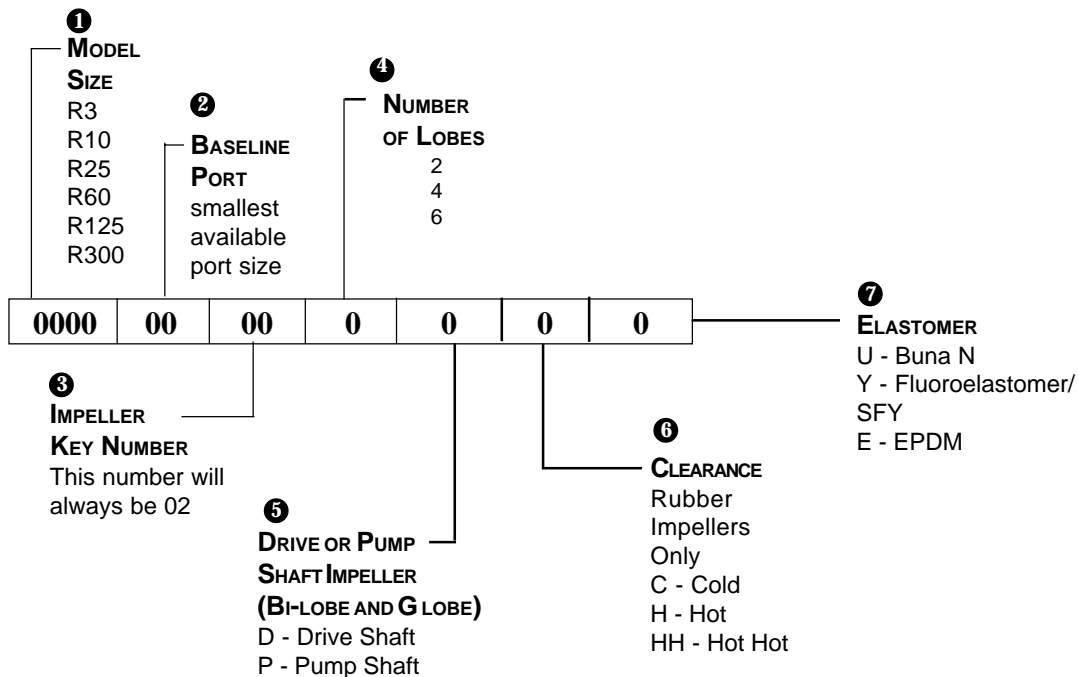 ❶
MODEL
SIZE
R3
R10
R25
R60
R125
R300
❷
BASELINE
PORT
smallest
available
port size
❹
NUMBER
OF LOBES
2
4
6
0000 00 00 0 0 0 0
❸
IMPELLER
KEY NUMBER
This number will
always be 02
❺
DRIVE OR PUMP
SHAFT IMPELLER
(BI-LOBE AND G LOBE)
D - Drive Shaft
P - Pump Shaft
❻
CLEARANCE
Rubber
Impellers
Only
C - Cold
H - Hot
HH - Hot Hot
❼
ELASTOMER
U - Buna N
Y - Fluoroelastomer/
SFY
E - EPDM